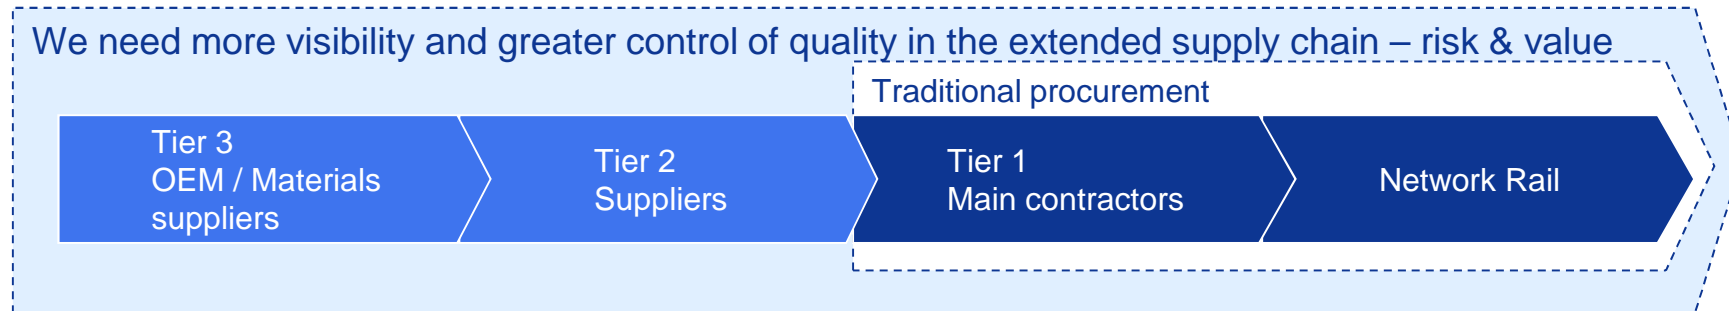 We need more visibility and greater control of quality in the extended supply chain – risk & value
Traditional procurement
Tier 3
OEM / Materials
suppliers
Tier 2
Suppliers
Tier 1
Main contractors
Network Rail